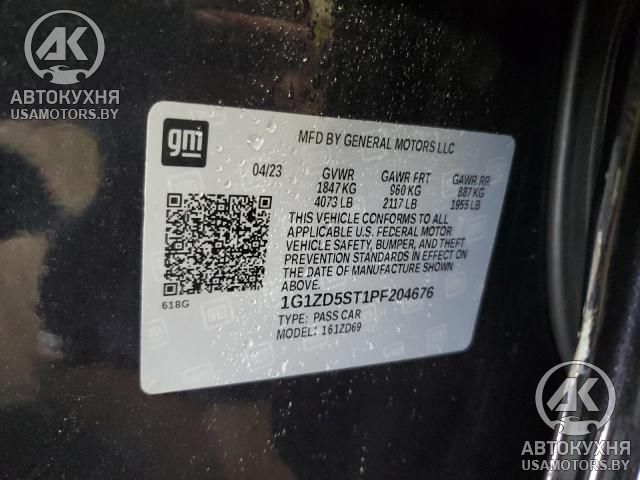 AK
АВТОКУХНЯ
USAMOTORS.BY
gm
MFD BY GENERAL MOTORS LLC
04/23 GVWR GAWR FRT GAWR RR
1847 KG 960 KG 887 KG
4073 LB 2117 LB 1955 LB
THIS VEHICLE CONFORMS TO ALL
APPLICABLE U.S. FEDERAL MOTOR
VEHICLE SAFETY, BUMPER, AND THEFT
PREVENTION STANDARDS IN EFFECT ON
THE DATE OF MANUFACTURE SHOWN
ABOVE.
618G
1G1ZD5ST1PF204676
TYPE: PASS CAR
MODEL: 161ZD69
AK
АВТОКУХНЯ
USAMOTORS.BY